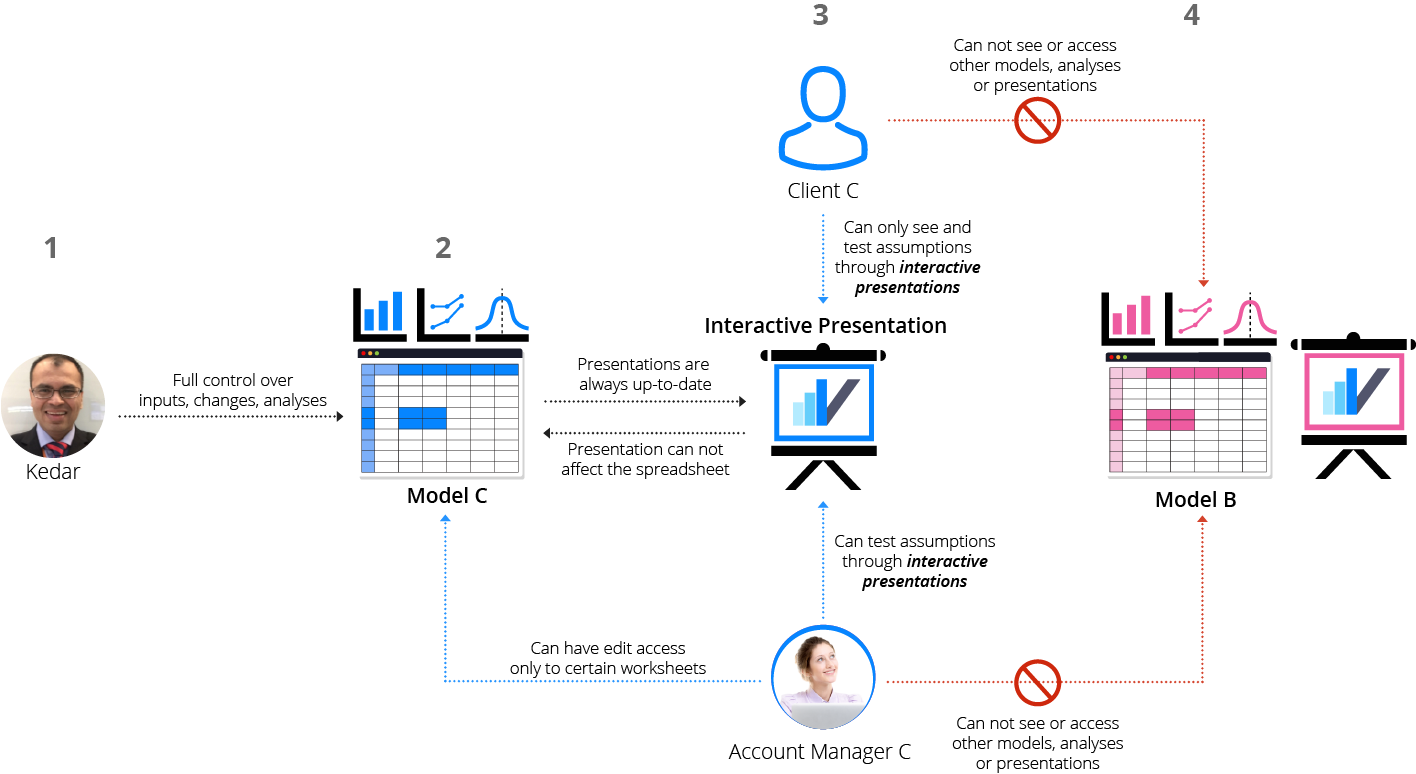 3
4
Can not see or access
other models, analyses
or presentations
Client C
Can only see and
test assumptions
through interactive
presentations
1
2
Interactive Presentation
Kedar
Full control over
inputs, changes, analyses
Presentations are
always up-to-date
Presentation can not
affect the spreadsheet
Model C
Model B
Can test assumptions
through interactive
presentations
Can have edit access
only to certain worksheets
Account Manager C
Can not see or access
other models, analyses
or presentations